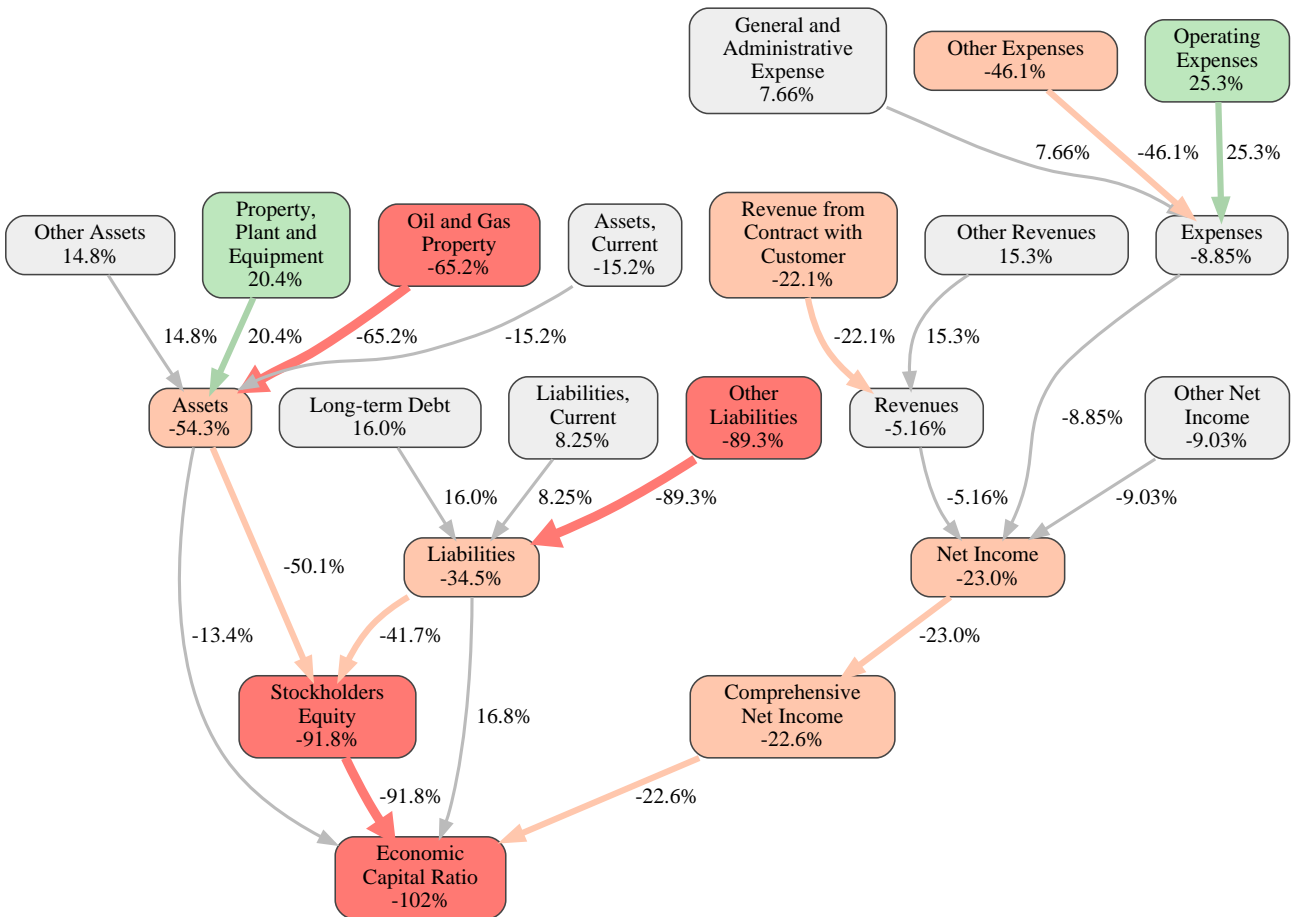 General and
Administrative
Expense
7.66%
Other Expenses
-46.1%
Operating
Expenses
25.3%
7.66%
-46.1%
25.3%
Other Assets
14.8%
Property,
Plant and
Equipment
20.4%
Oil and Gas
Property
-65.2%
Assets,
Current
-15.2%
Revenue from
Contract with
Customer
-22.1%
Other Revenues
15.3%
Expenses
-8.85%
14.8%
20.4%
-65.2%
-15.2%
-22.1%
15.3%
-8.85%
Assets
-54.3%
Long-term Debt
16.0%
Liabilities,
Current
8.25%
Other
Liabilities
-89.3%
Revenues
-5.16%
Other Net
Income
-9.03%
16.0%
8.25%
-89.3%
-5.16%
-9.03%
-50.1%
Liabilities
-34.5%
Net Income
-23.0%
-13.4%
-41.7%
-23.0%
Stockholders
Equity
-91.8%
16.8%
Comprehensive
Net Income
-22.6%
-91.8%
-22.6%
Economic
Capital Ratio
-102%